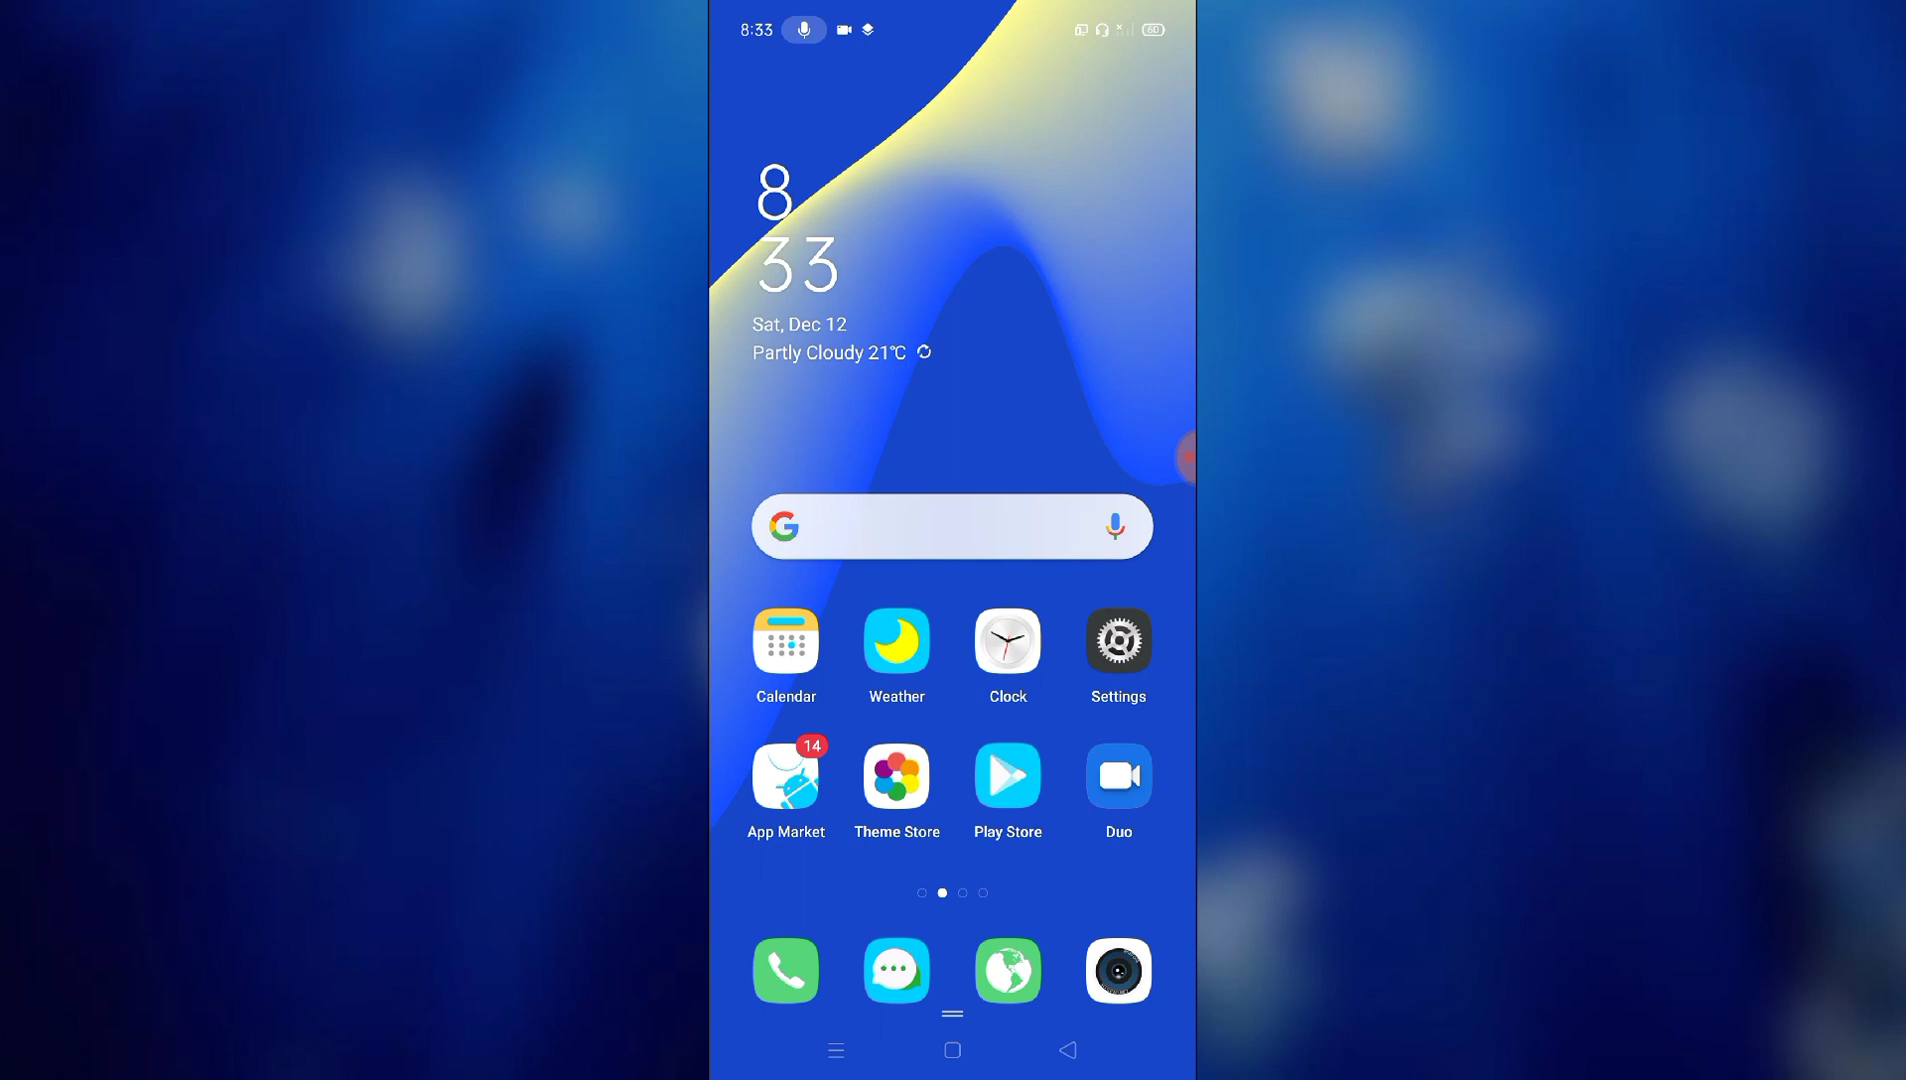 8:33
60
8
33
Sat, Dec 12
Partly Cloudy 21℃
Calendar
Weather
Clock
Settings
14
App Market
Theme Store
Play Store
Duo